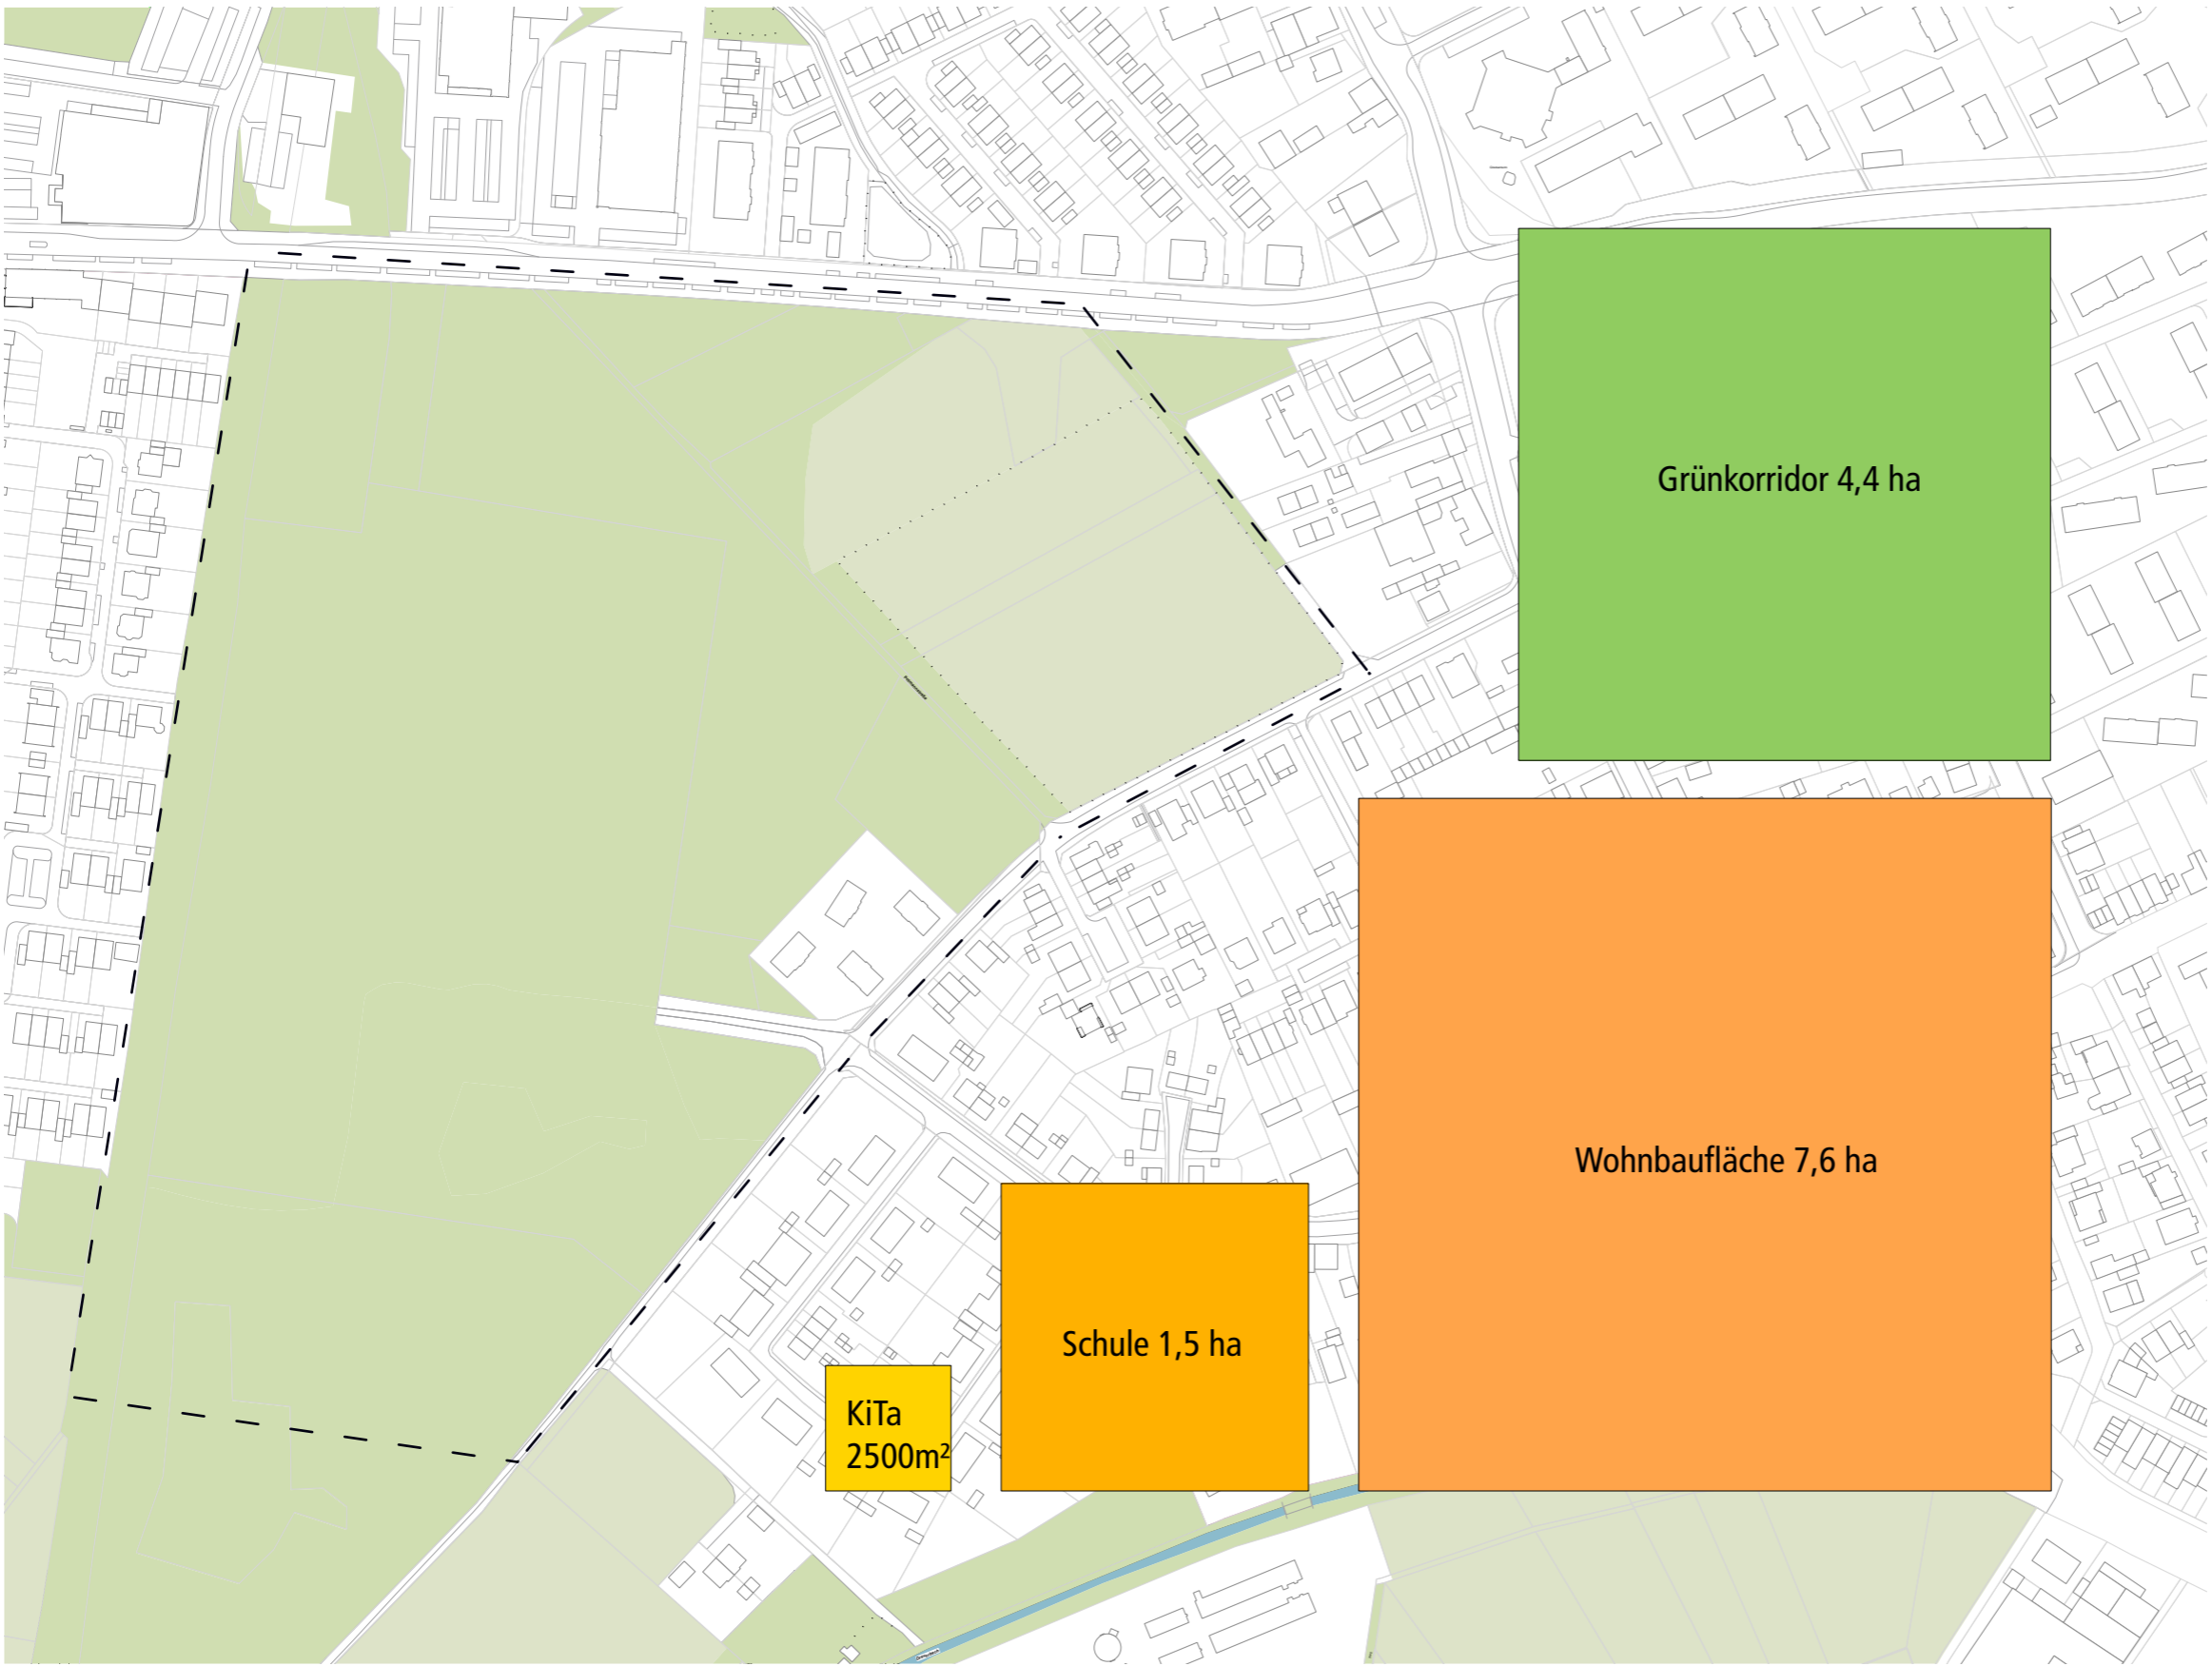 Grünkorridor 4,4 ha
Wohnbaufläche 7,6 ha
Schule 1,5 ha
KiTa
2500m²